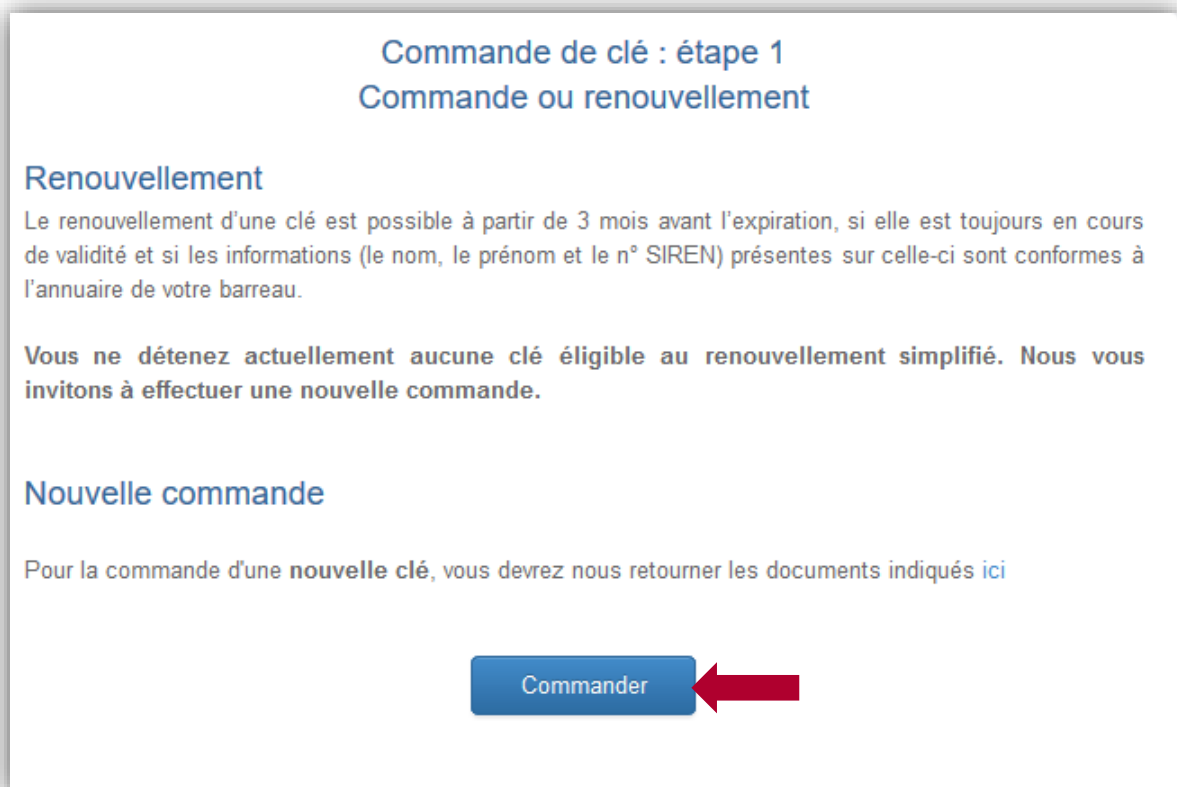 Commande de clé : étape 1
Commande ou renouvellement
Renouvellement
Le renouvellement d'une clé est possible à partir de 3 mois avant l'expiration, si elle est toujours en cours
de validité et si les informations (le nom, le prénom et le n° SIREN) présentes sur celle-ci sont conformes à
l'annuaire de votre barreau.
Vous ne détenez actuellement aucune clé éligible au renouvellement simplifié. Nous vous
invitons à effectuer une nouvelle commande.
Nouvelle commande
Pour la commande d'une nouvelle clé, vous devrez nous retourner les documents indiqués ici
Commander